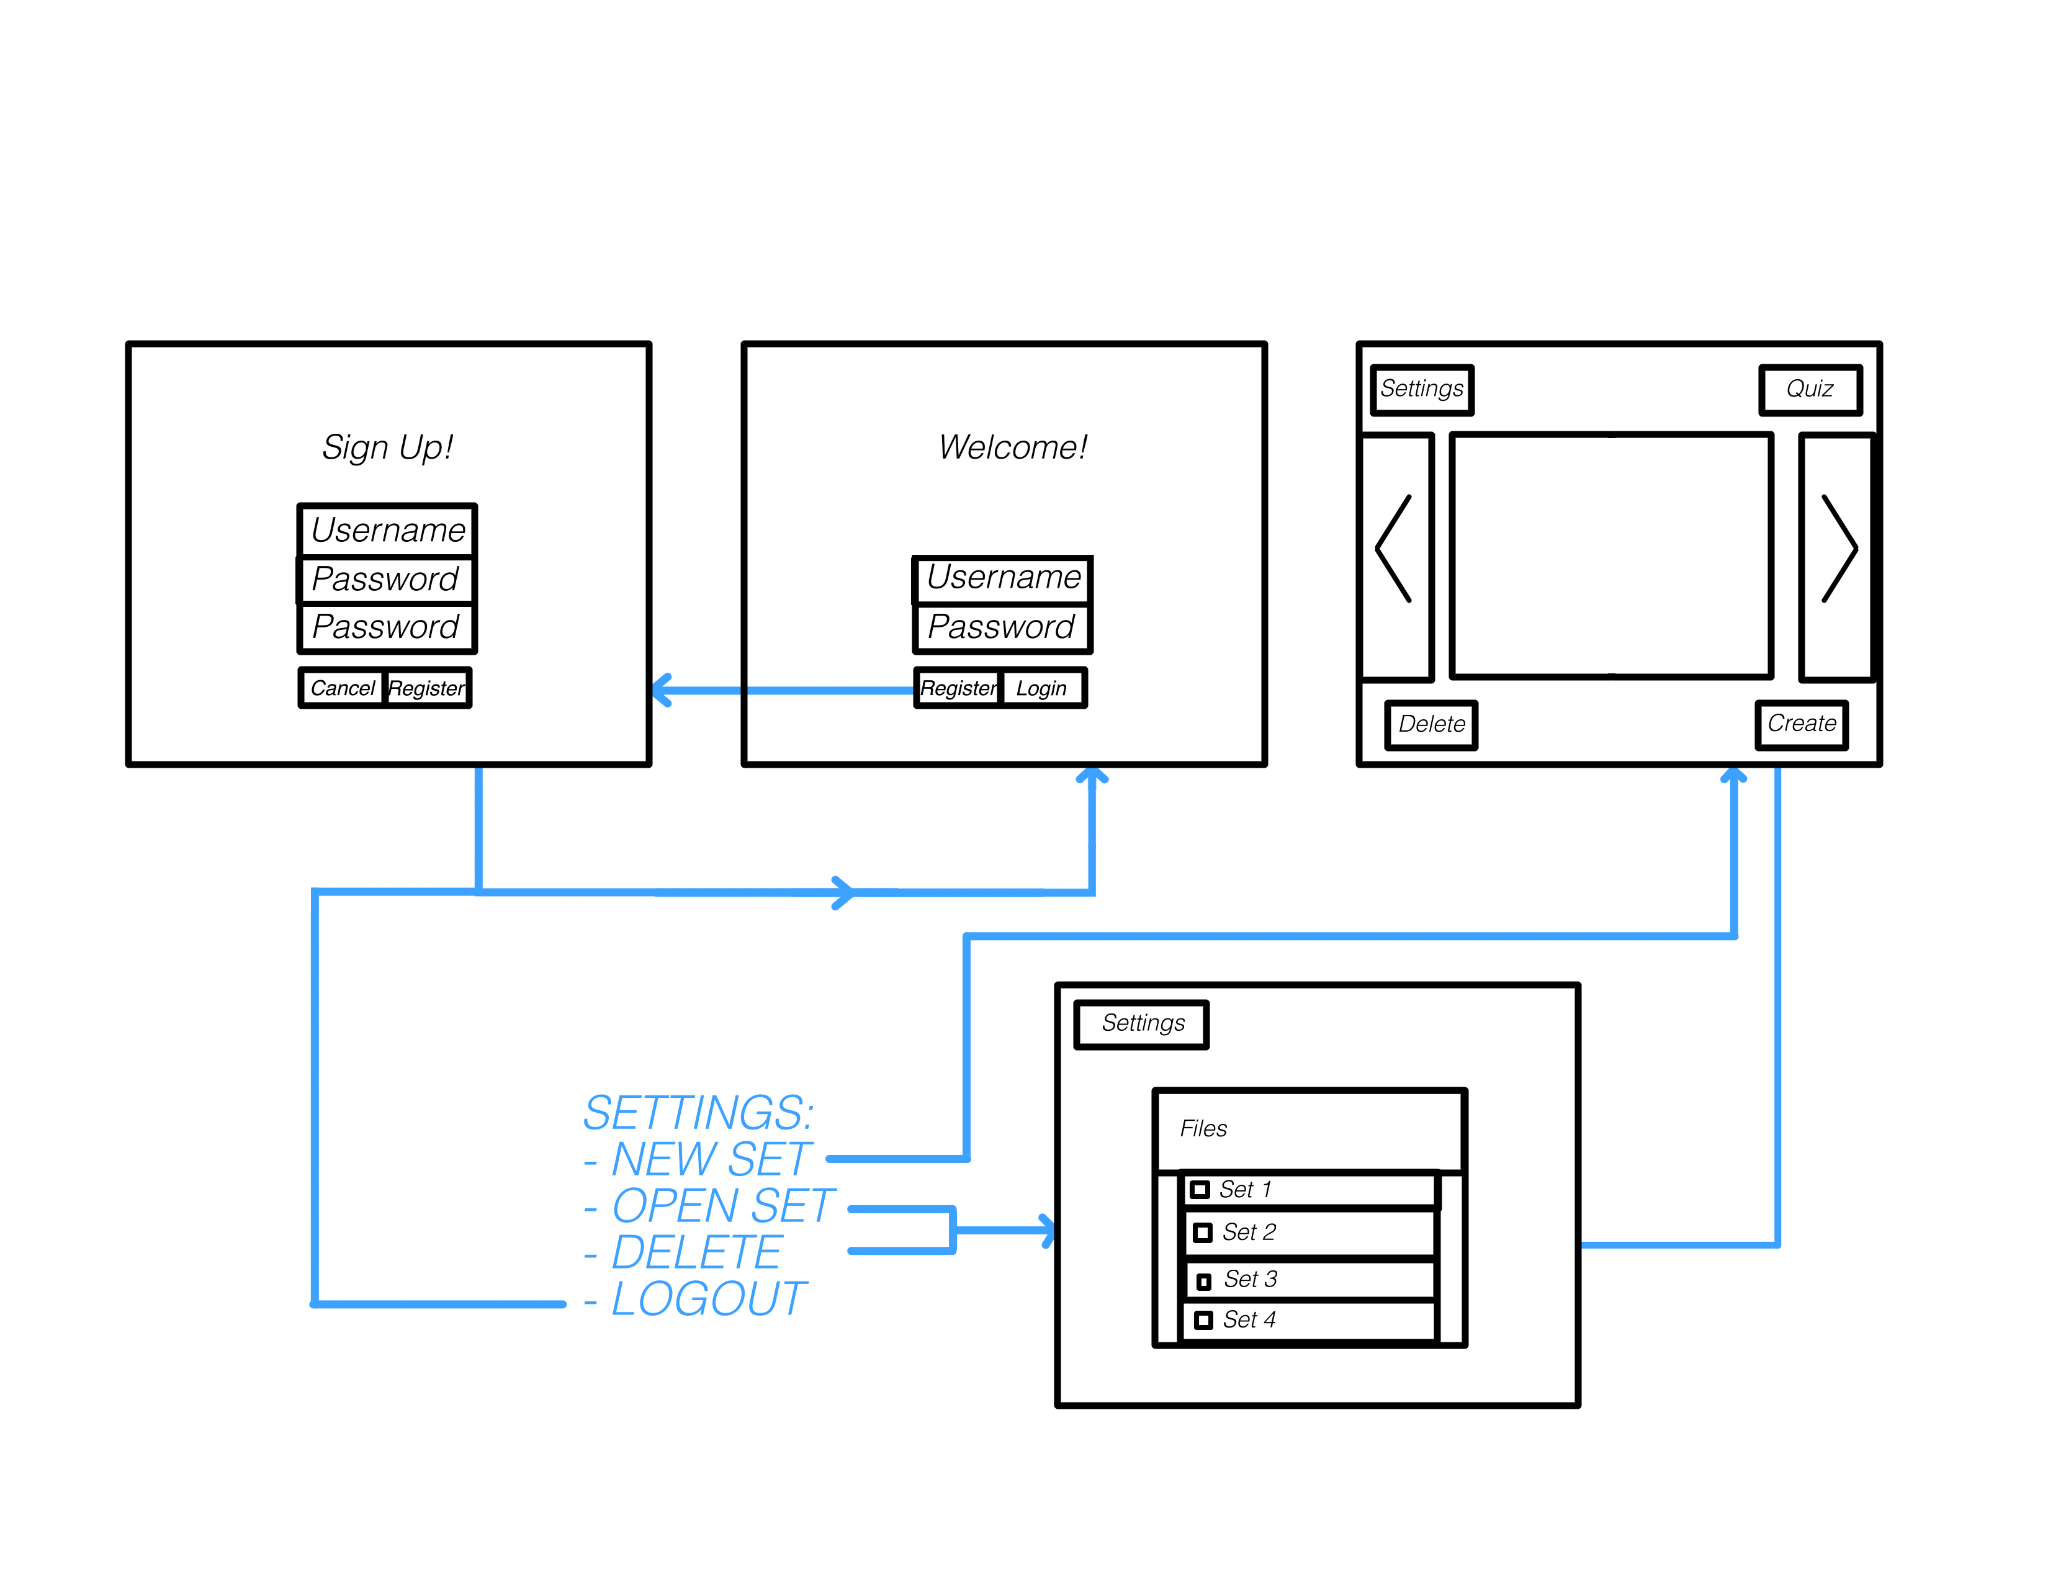 Sign Up!
Username
Password
Password
Cancel Register
Welcome!
Username
Password
Register Login
Settings
Quiz
Delete
Create
SETTINGS:
- NEW SET
- OPEN SET
- DELETE
- LOGOUT
Settings
Files
Set 1
Set 2
Set 3
Set 4